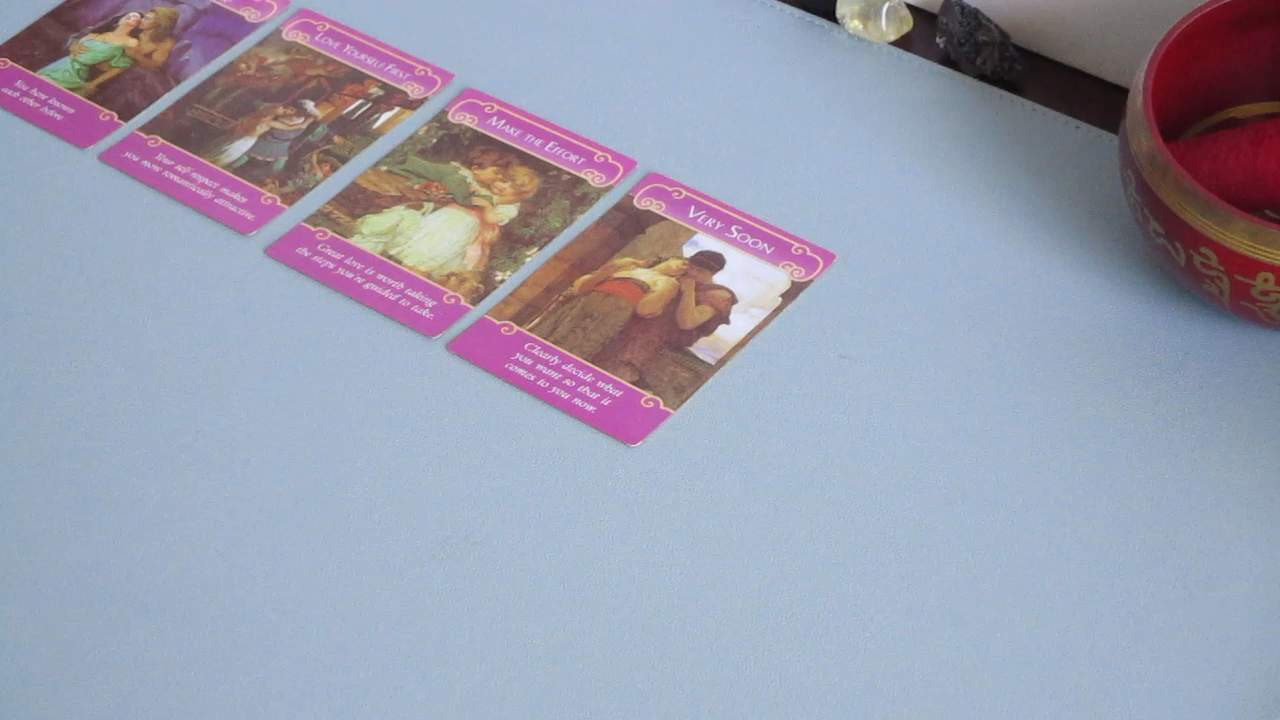 You have known
each other before.
LOVE YOURSELF FIRST
Your self-respect makes
you more romantically attractive.
MAKE THE EFFORT
Great love is worth taking
the steps you're guided to take.
VERY SOON
Clearly decide what
you want so that it
comes to you now.